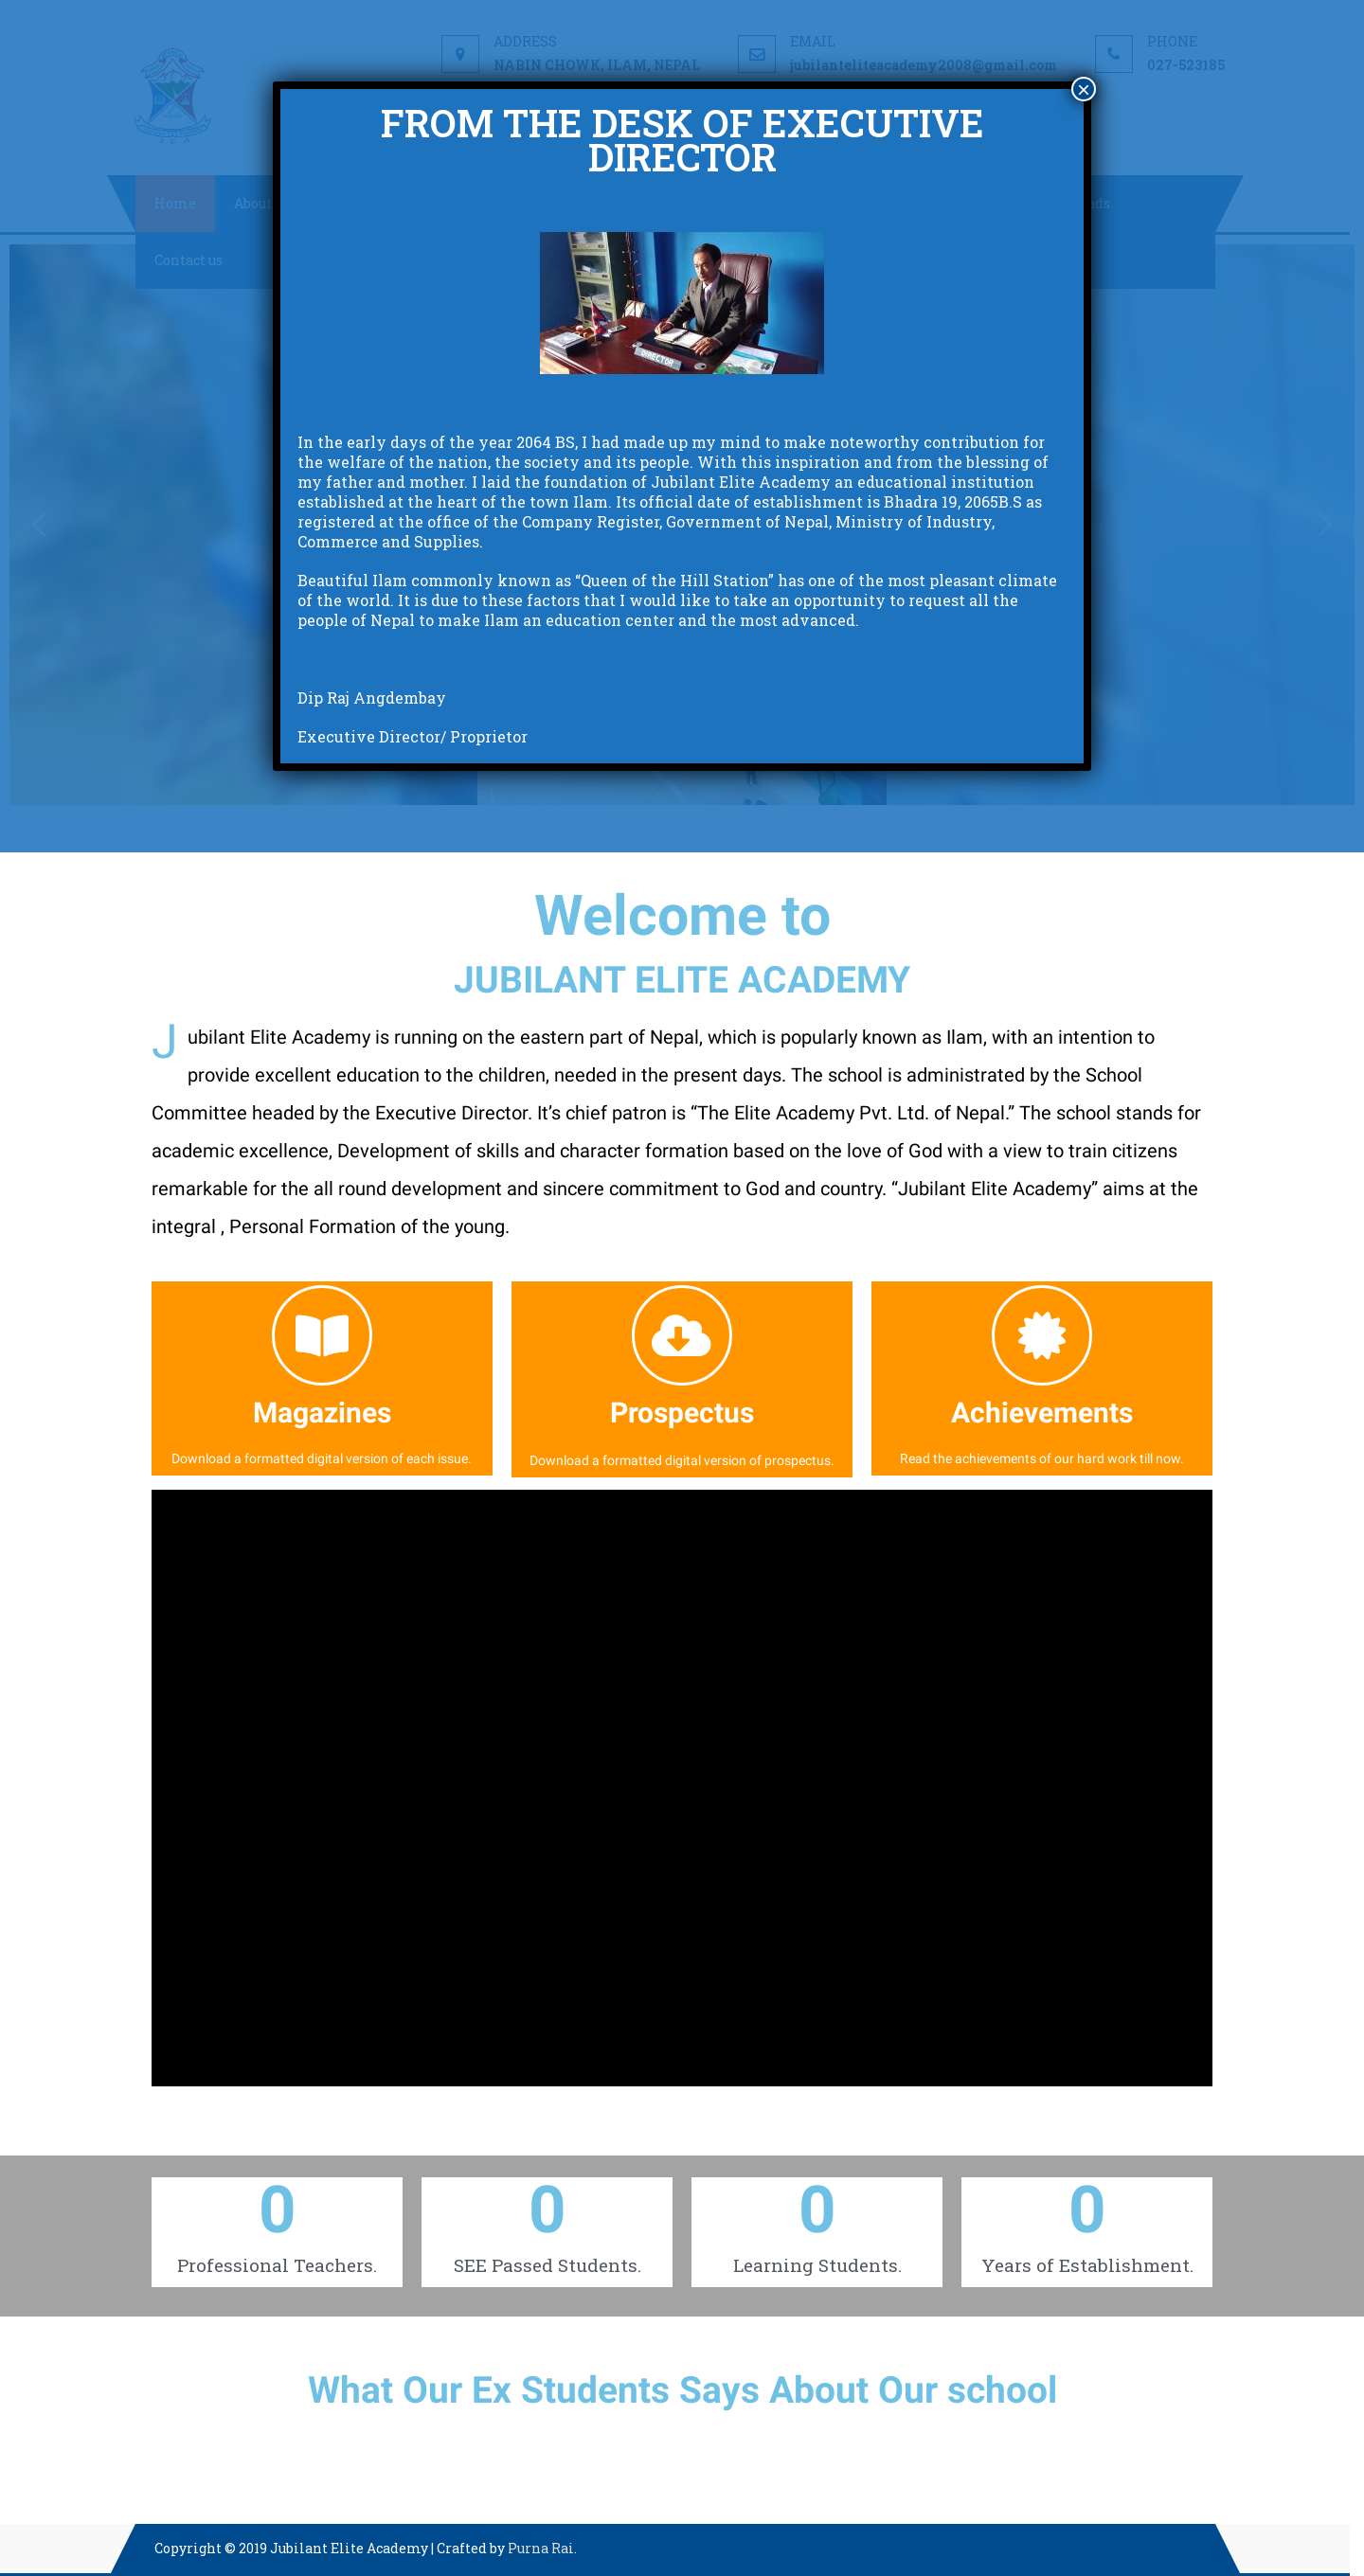 ADDRESS
NABIN CHOWK, ILAM, NEPAL
EMAIL
jubilanteliteacademy2008@gmail.com
PHONE
027-523185
Home
About
Contact us
×
FROM THE DESK OF EXECUTIVE
DIRECTOR
DIRECTOR
In the early days of the year 2064 BS, I had made up my mind to make noteworthy contribution for
the welfare of the nation, the society and its people. With this inspiration and from the blessing of
my father and mother. I laid the foundation of Jubilant Elite Academy an educational institution
established at the heart of the town Ilam. Its official date of establishment is Bhadra 19, 2065B.S as
registered at the office of the Company Register, Government of Nepal, Ministry of Industry,
Commerce and Supplies.
Beautiful Ilam commonly known as “Queen of the Hill Station” has one of the most pleasant climate
of the world. It is due to these factors that I would like to take an opportunity to request all the
people of Nepal to make Ilam an education center and the most advanced.
Dip Raj Angdembay
Executive Director/ Proprietor
Welcome to
JUBILANT ELITE ACADEMY
Jubilant Elite Academy is running on the eastern part of Nepal, which is popularly known as Ilam, with an intention to
provide excellent education to the children, needed in the present days. The school is administrated by the School
Committee headed by the Executive Director. It’s chief patron is “The Elite Academy Pvt. Ltd. of Nepal.” The school stands for
academic excellence, Development of skills and character formation based on the love of God with a view to train citizens
remarkable for the all round development and sincere commitment to God and country. “Jubilant Elite Academy” aims at the
integral , Personal Formation of the young.
Magazines
Download a formatted digital version of each issue.
Prospectus
Download a formatted digital version of prospectus.
Achievements
Read the achievements of our hard work till now.
0
Professional Teachers.
0
SEE Passed Students.
0
Learning Students.
0
Years of Establishment.
What Our Ex Students Says About Our school
Copyright © 2019 Jubilant Elite Academy | Crafted by Purna Rai.